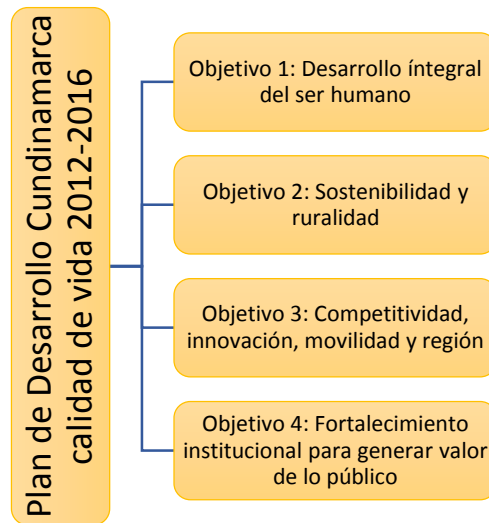 Plan de Desarrollo Cundinamarca
calidad de vida 2012-2016
Objetivo 1: Desarrollo íntegral
del ser humano
Objetivo 2: Sostenibilidad y
ruralidad
Objetivo 3: Competitividad,
innovación, movilidad y región
Objetivo 4: Fortalecimiento
institucional para generar valor
de lo público